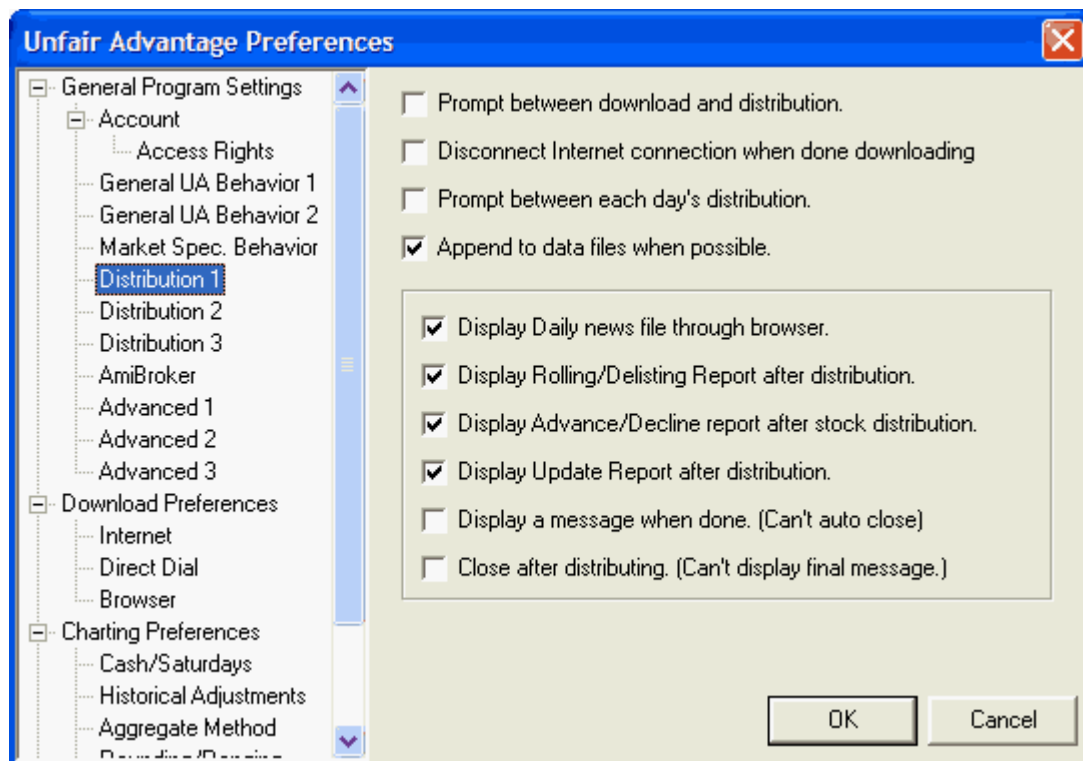 Unfair Advantage Preferences
General Program Settings
Account
Access Rights
General UA Behavior 1
General UA Behavior 2
Market Spec. Behavior
Distribution 1
Distribution 2
Distribution 3
AmiBroker
Advanced 1
Advanced 2
Advanced 3
Download Preferences
Internet
Direct Dial
Browser
Charting Preferences
Cash/Saturdays
Historical Adjustments
Aggregate Method
Prompt between download and distribution.
Disconnect Internet connection when done downloading
Prompt between each day's distribution.
Append to data files when possible.
Display Daily news file through browser.
Display Rolling/Delisting Report after distribution.
Display Advance/Decline report after stock distribution.
Display Update Report after distribution.
Display a message when done. (Can't auto close)
Close after distributing. (Can't display final message.)
OK
Cancel